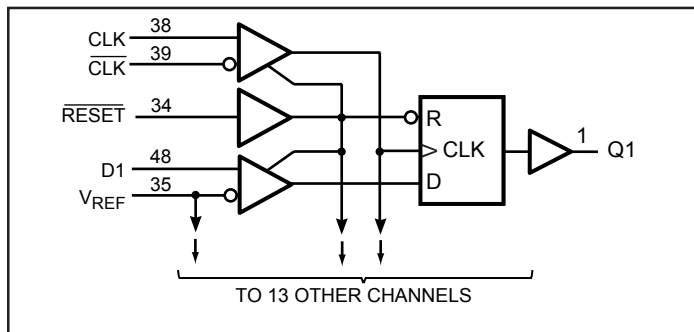 CLK 38
CLK 39
RESET 34
D1 48
VREF 35
R
CLK
D
1 Q1
TO 13 OTHER CHANNELS